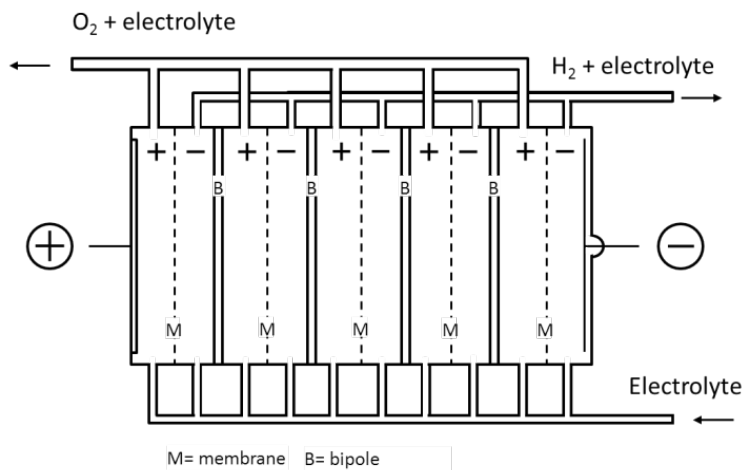 O₂ + electrolyte
H₂ + electrolyte
+ − + − + − + − + −
B B B B
+ −
M M M M M
Electrolyte
M= membrane B= bipole